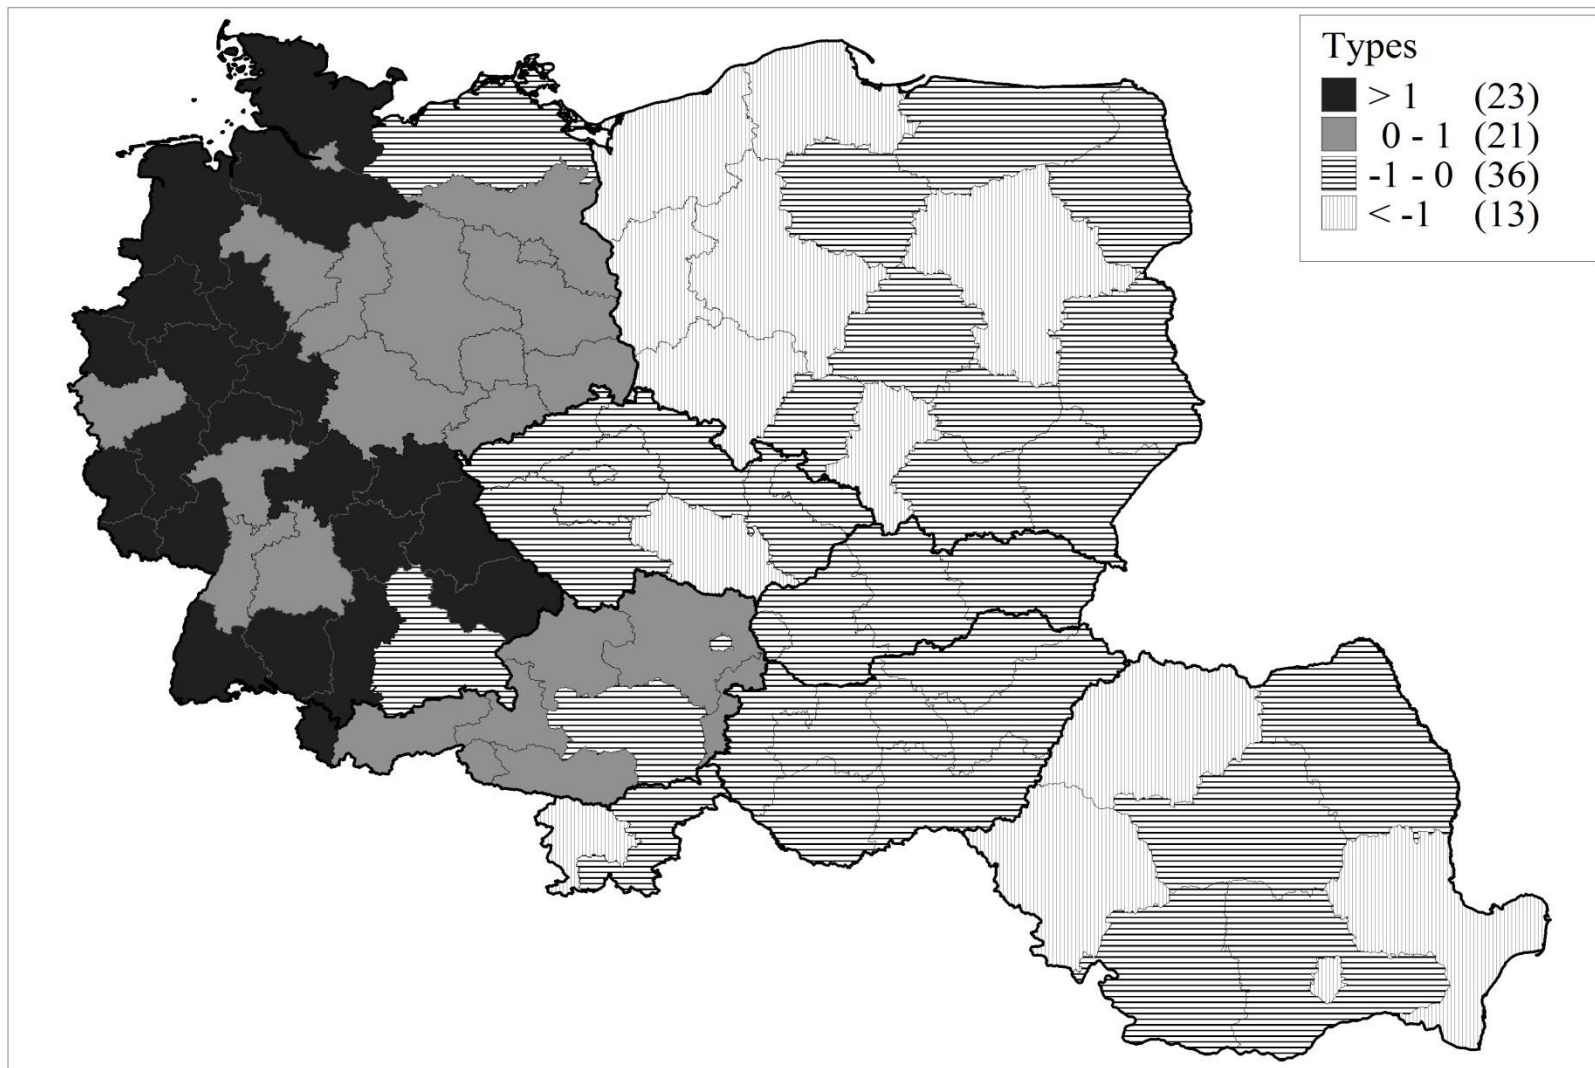 Types
> 1 (23)
0 - 1 (21)
-1 - 0 (36)
< -1 (13)